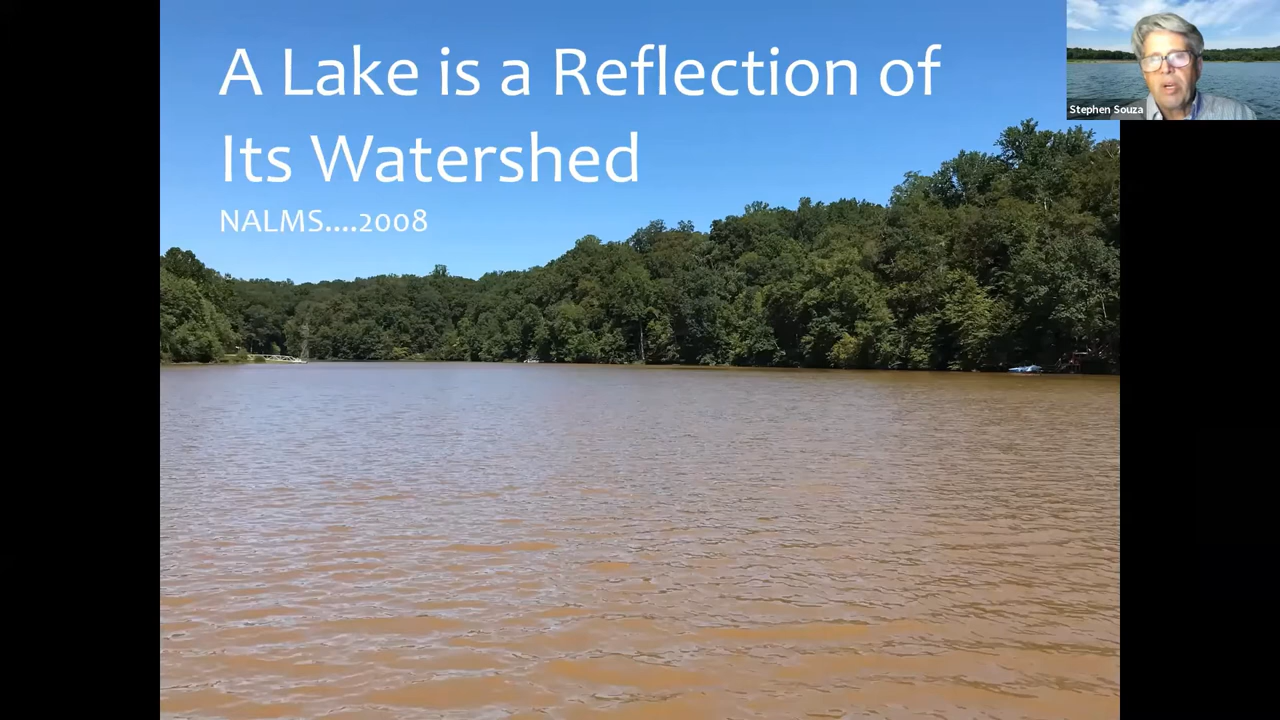 A Lake is a Reflection of
Its Watershed
NALMS....2008
Stephen Souza